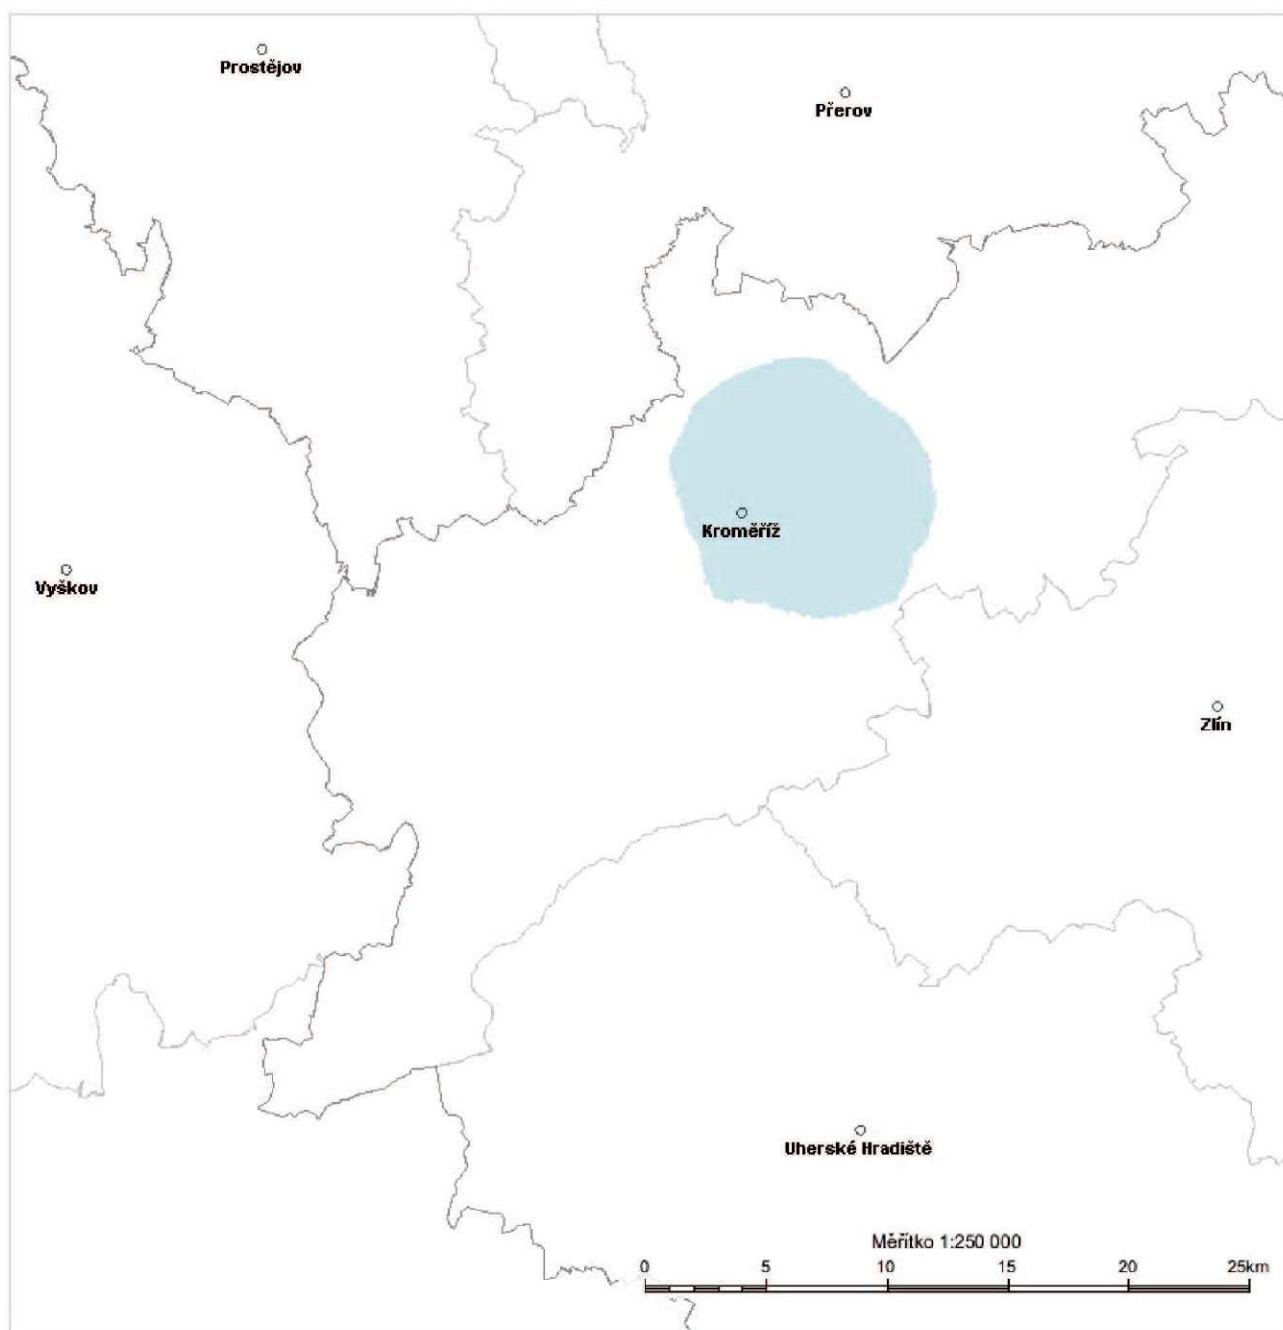 Prostějov
Přerov
Kroměříž
Vyškov
Zlín
Uherské Hradiště
Měřítko 1:250 000
0 5 10 15 20 25km